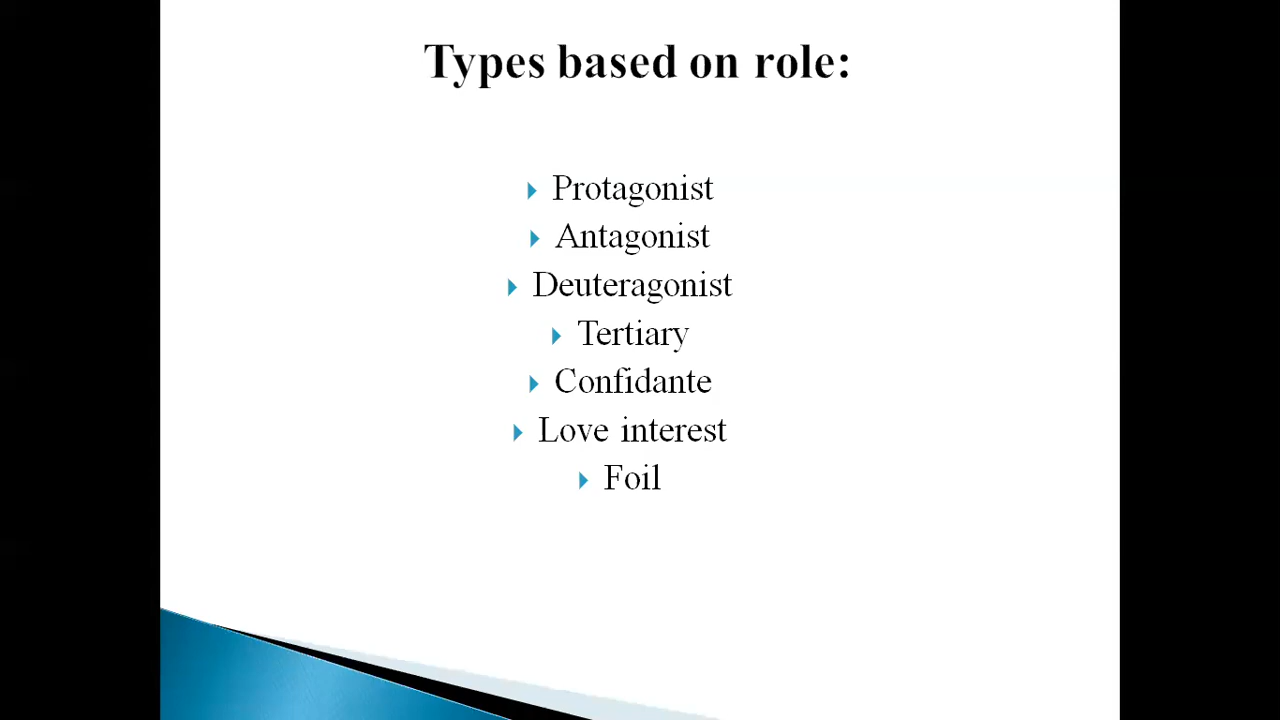 Types based on role:
Protagonist
Antagonist
Deuteragonist
Tertiary
Confidante
Love interest
Foil